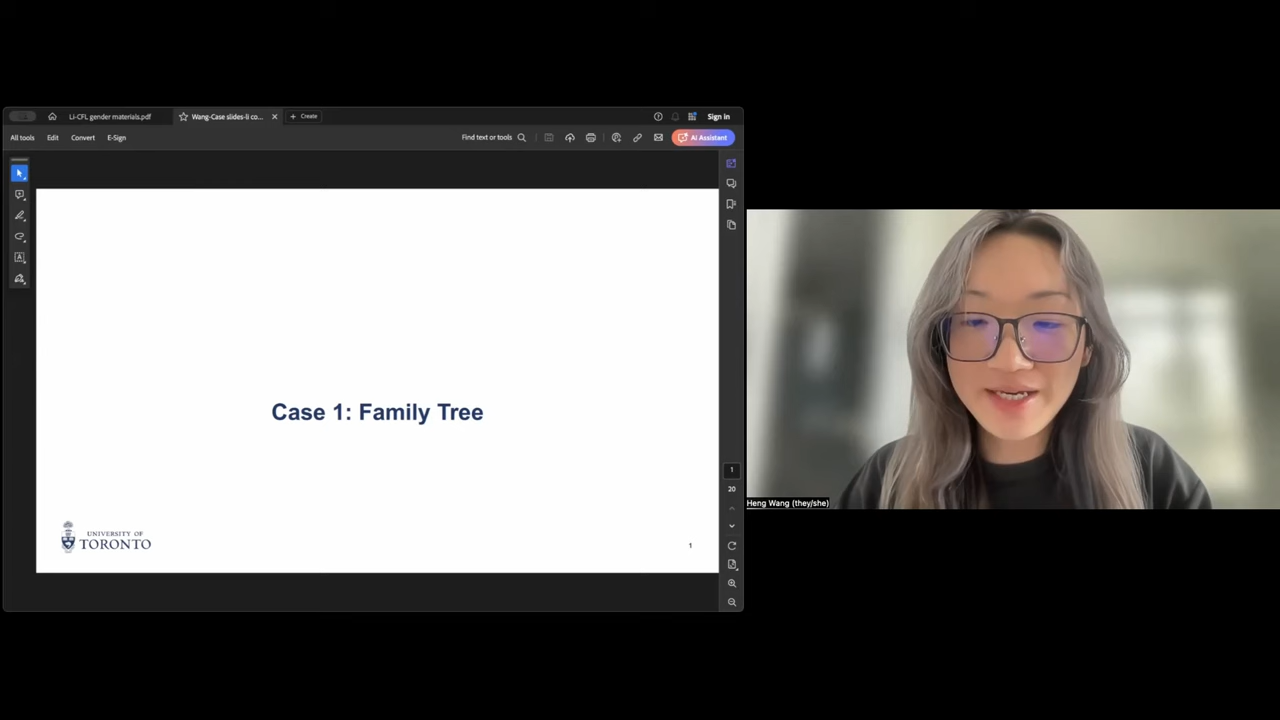 Li-CFL gender materials.pdf
Wang-Case slides-li co...
Create
Sign in
All tools
Edit
Convert
E-Sign
Find text or tools
AI Assistant
Case 1: Family Tree
UNIVERSITY OF
TORONTO
1
1
20
Heng Wang (they/she)